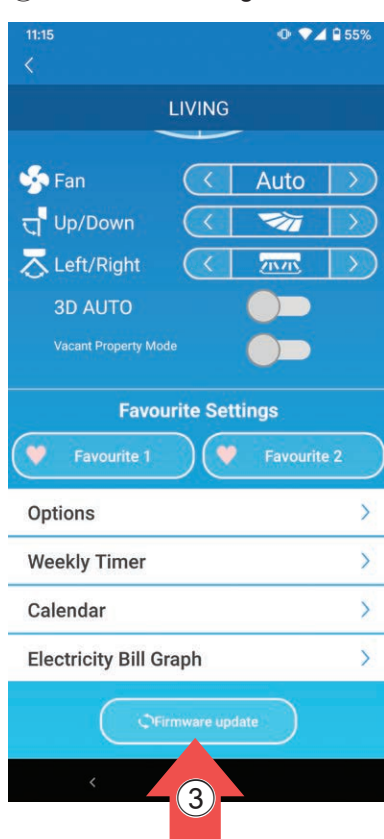 11:15 55%
LIVING
Fan Auto
Up/Down
Left/Right
3D AUTO
Vacant Property Mode
Favourite Settings
Favourite 1 Favourite 2
Options
Weekly Timer
Calendar
Electricity Bill Graph
Firmware update
3